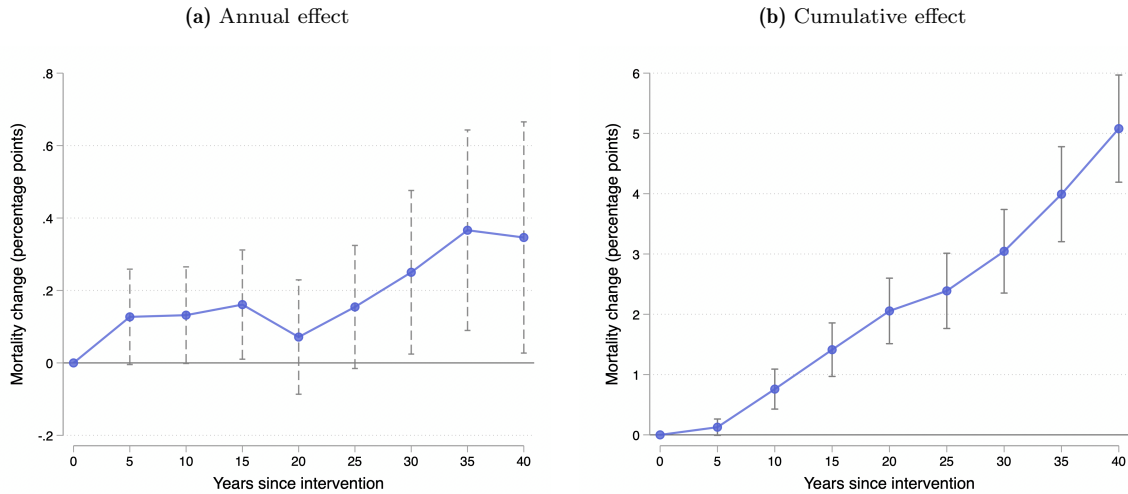 (a) Annual effect
Mortality change (percentage points)
.8
.6
.4
.2
0
-.2
0 5 10 15 20 25 30 35 40
Years since intervention
(b) Cumulative effect
Mortality change (percentage points)
6
5
4
3
2
1
0
0 5 10 15 20 25 30 35 40
Years since intervention